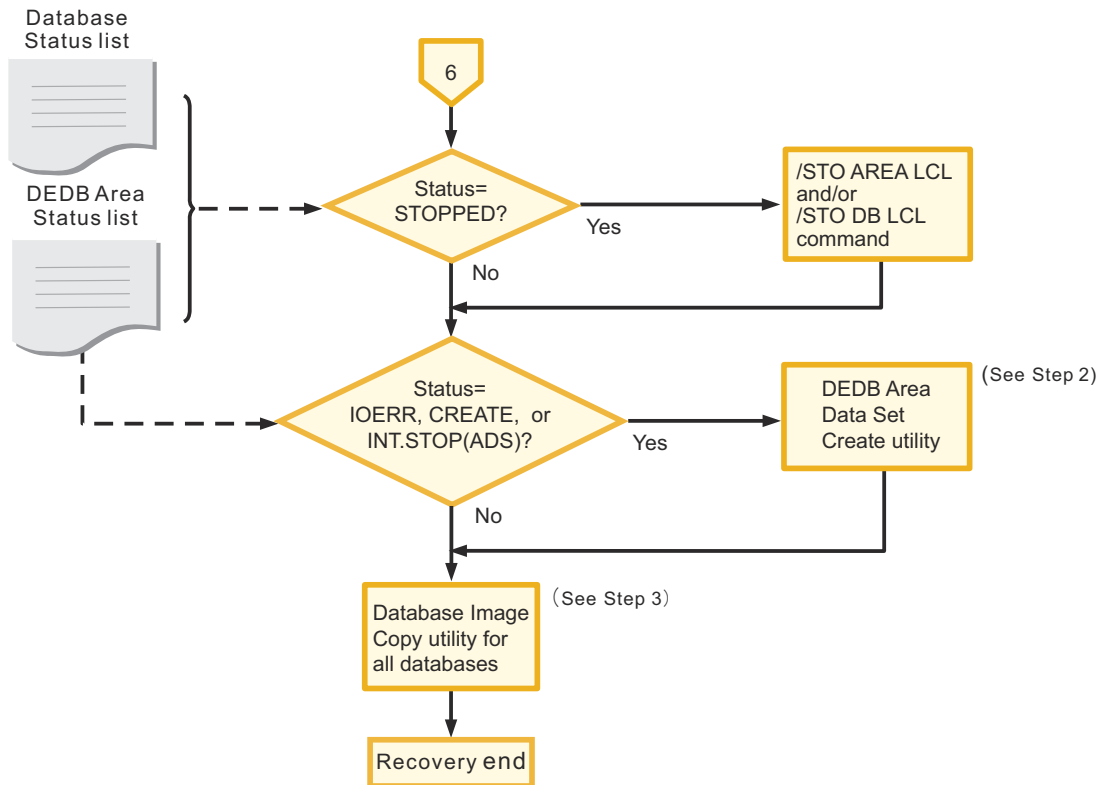 Database
Status list
DEDB Area
Status list
6
Status=
STOPPED?
Yes
No
/STO AREA LCL
and/or
/STO DB LCL
command
Status=
IOERR, CREATE, or
INT.STOP(ADS)?
Yes
No
DEDB Area
Data Set
Create utility
(See Step 2)
Database Image
Copy utility for
all databases
(See Step 3)
Recovery end